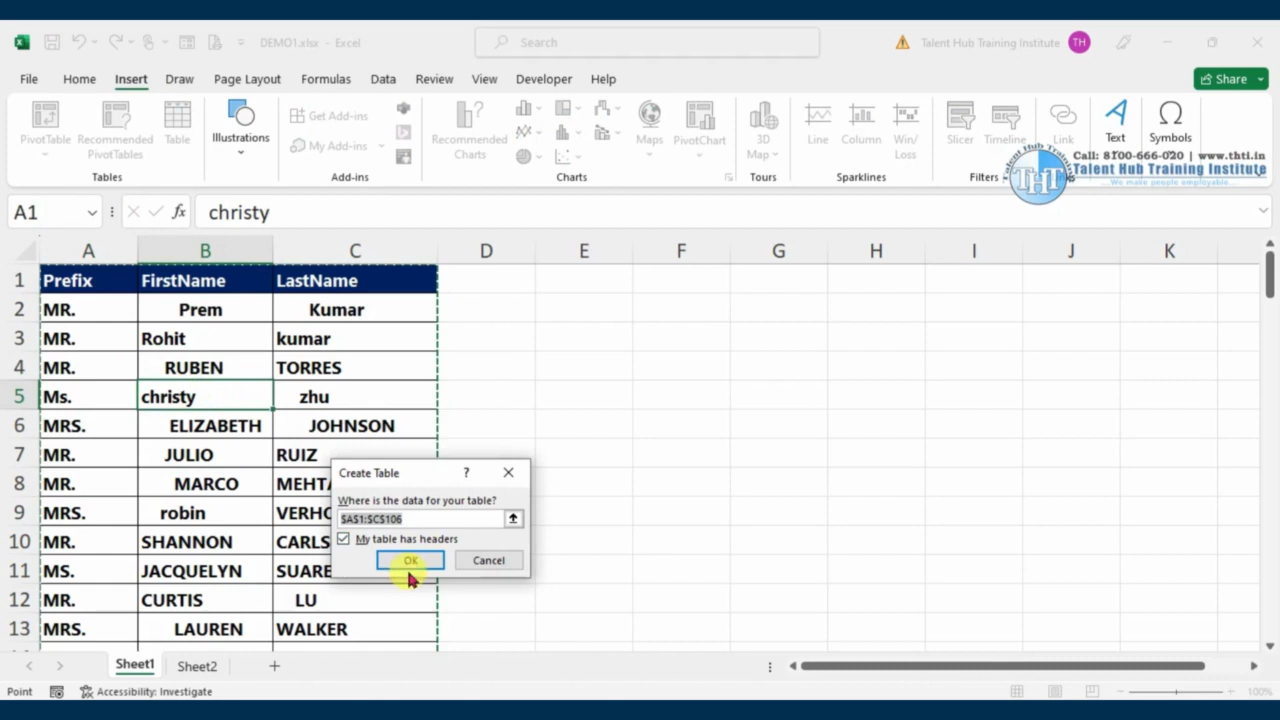 DEMO1.xlsx - Excel
Search
Talent Hub Training Institute
TH
File Home Insert Draw Page Layout Formulas Data Review View Developer Help
Share
PivotTable
Recommended PivotTables
Table
Tables
Illustrations
Get Add-ins
My Add-ins
Add-ins
Recommended Charts
Maps
PivotChart
Charts
3D Map
Tours
Line
Column
Win/Loss
Sparklines
Slicer
Timeline
Filters
Link
Text
Symbols
Talent Hub Training
THT
Institute
Call: 8100-666-020 | www.thti.in
Talent Hub Training Institute
...We make people employable...
A1 fx christy
A B C D E F G H I J K
1 Prefix FirstName LastName
2 MR. Prem Kumar
3 MR. Rohit kumar
4 MR. RUBEN TORRES
5 Ms. christy zhu
6 MRS. ELIZABETH JOHNSON
7 MR. JULIO RUIZ
8 MR. MARCO MEHTA
9 MRS. robin VERHO
10 MR. SHANNON CARLS
11 MS. JACQUELYN SUARE
12 MR. CURTIS LU
13 MRS. LAUREN WALKER
Create Table ?
Where is the data for your table?
$A$1:$C$106
My table has headers
OK Cancel
Sheet1 Sheet2
Point Accessibility: Investigate 100%